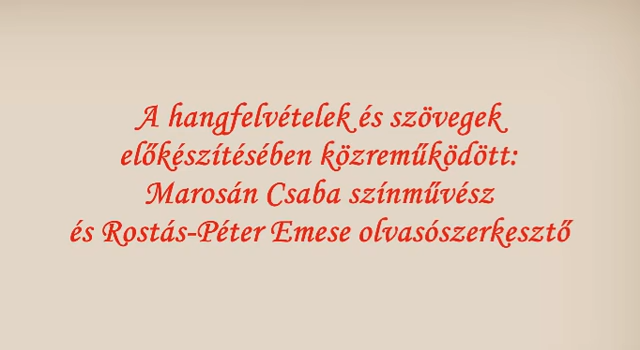 A hangfelvételek és szövegek
előkészítésében közreműködött:
Marosán Csaba színművész
és Rostás-Péter Emese olvasószerkesztő